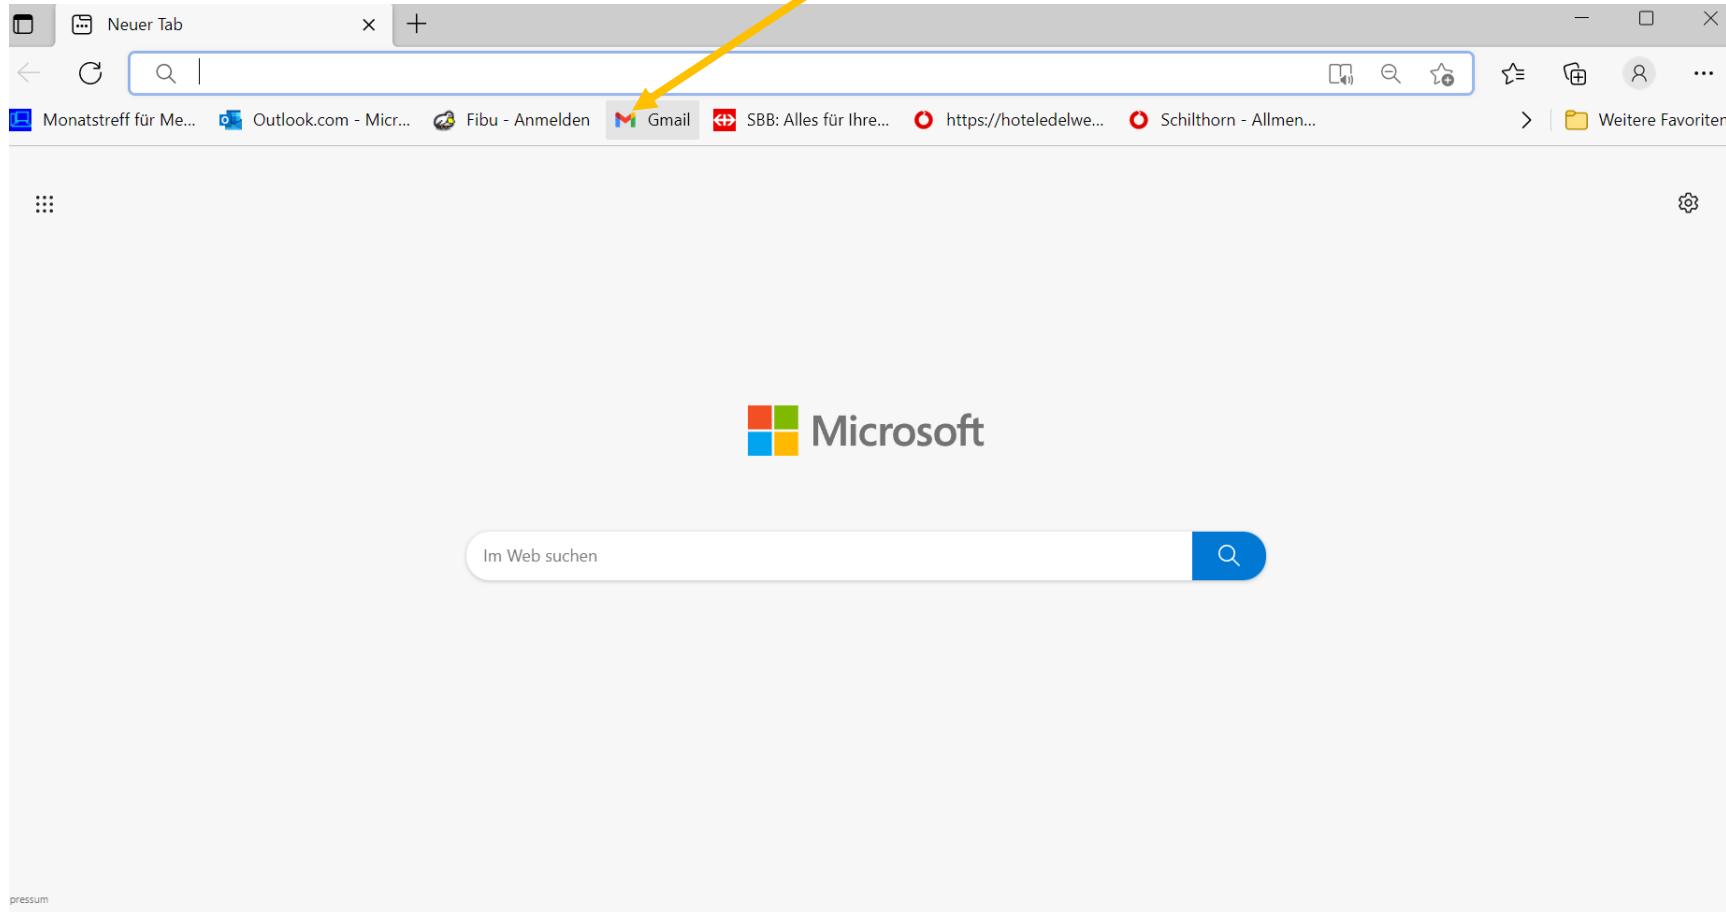 Neuer Tab
Monatstreff für Me... Outlook.com - Micr... Fibu - Anmelden Gmail SBB: Alles für Ihre... https://hoteledelwe... Schilthorn - Allmen... Weitere Favoriten
Microsoft
Im Web suchen
pressum